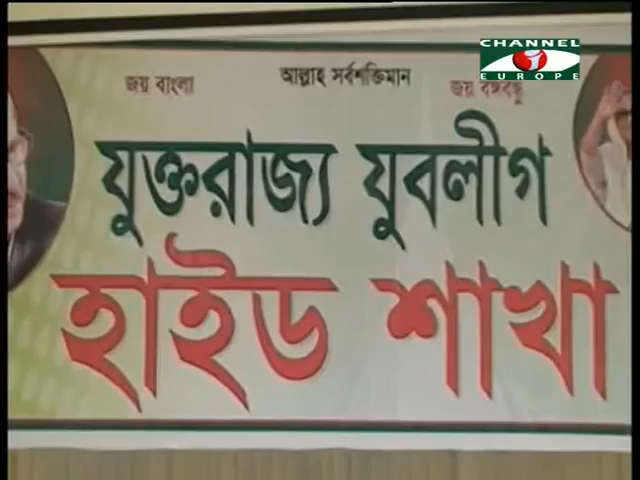 CHANNEL
EUROPE
জয় বাংলা
আল্লাহ সর্বশক্তিমান
জয় বঙ্গবন্ধু
যুক্তরাজ্য যুবলীগ
হাইড শাখা